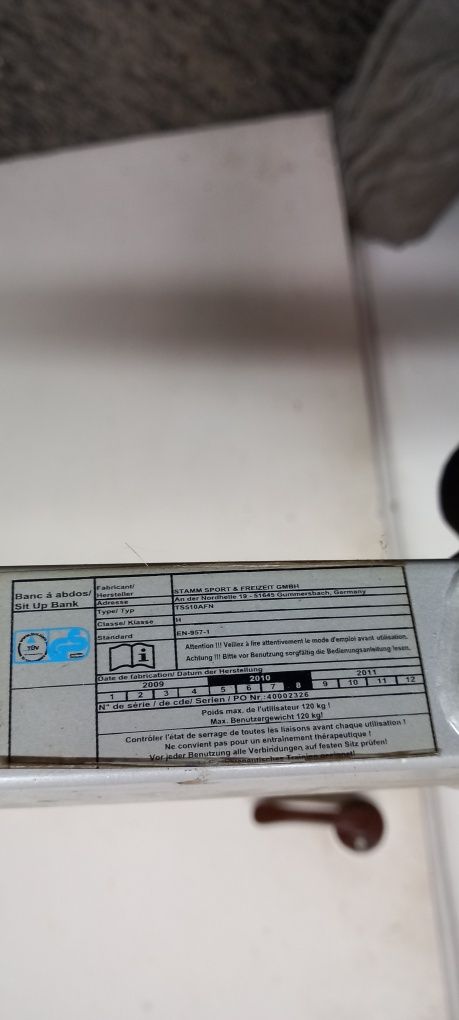 Banc á abdos/
Sit Up Bank
TÜV
GS
Fabricant/
Hersteller STAMM SPORT & FREIZEIT GMBH
Adresse An der Nordhelle 19 - 51645 Gummersbach, Germany
Type/ Typ TS510AFN
Classe/ Klasse H
Standard EN-957-1
Attention !!! Veillez à lire attentivement le mode d'emploi avant utilisation.
Achtung !!! Bitte vor Benutzung sorgfältig die Bedienungsanleitung lesen.
Date de fabrication/ Datum der Herstellung
2009 2010 2011
1 2 3 4 5 6 7 8 9 10 11 12
N° de série / de cde/ Serien / PO Nr.:40002326
Poids max. de l'utilisateur 120 kg !
Max. Benutzergewicht 120 kg!
Contrôler l'état de serrage de toutes les liaisons avant chaque utilisation !
Ne convient pas pour un entraînement thérapeutique !
Vor jeder Benutzung alle Verbindungen auf festen Sitz prüfen!
Training